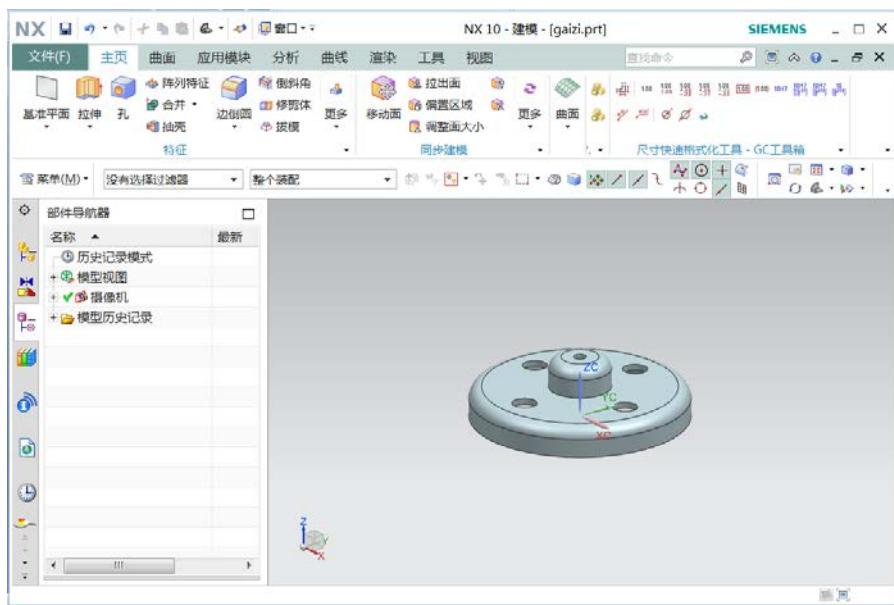 NX 窗口 NX 10 - 建模 - [gaizi.prt] SIEMENS
文件(F) 主页 曲面 应用模块 分析 曲线 渲染 工具 视图 查找命令
基准平面 拉伸 孔 阵列特征 合并 抽壳 边倒圆 倒斜角 修剪体 拔模 更多 移动面 拉出面 偏置区域 调整面大小 更多 曲面
特征 同步建模 尺寸快速格式化工具 - GC工具箱
菜单(M) 没有选择过滤器 整个装配
部件导航器
名称 最新
历史记录模式
模型视图
摄像机
模型历史记录
ZC
YC
XC
Z
Y
X